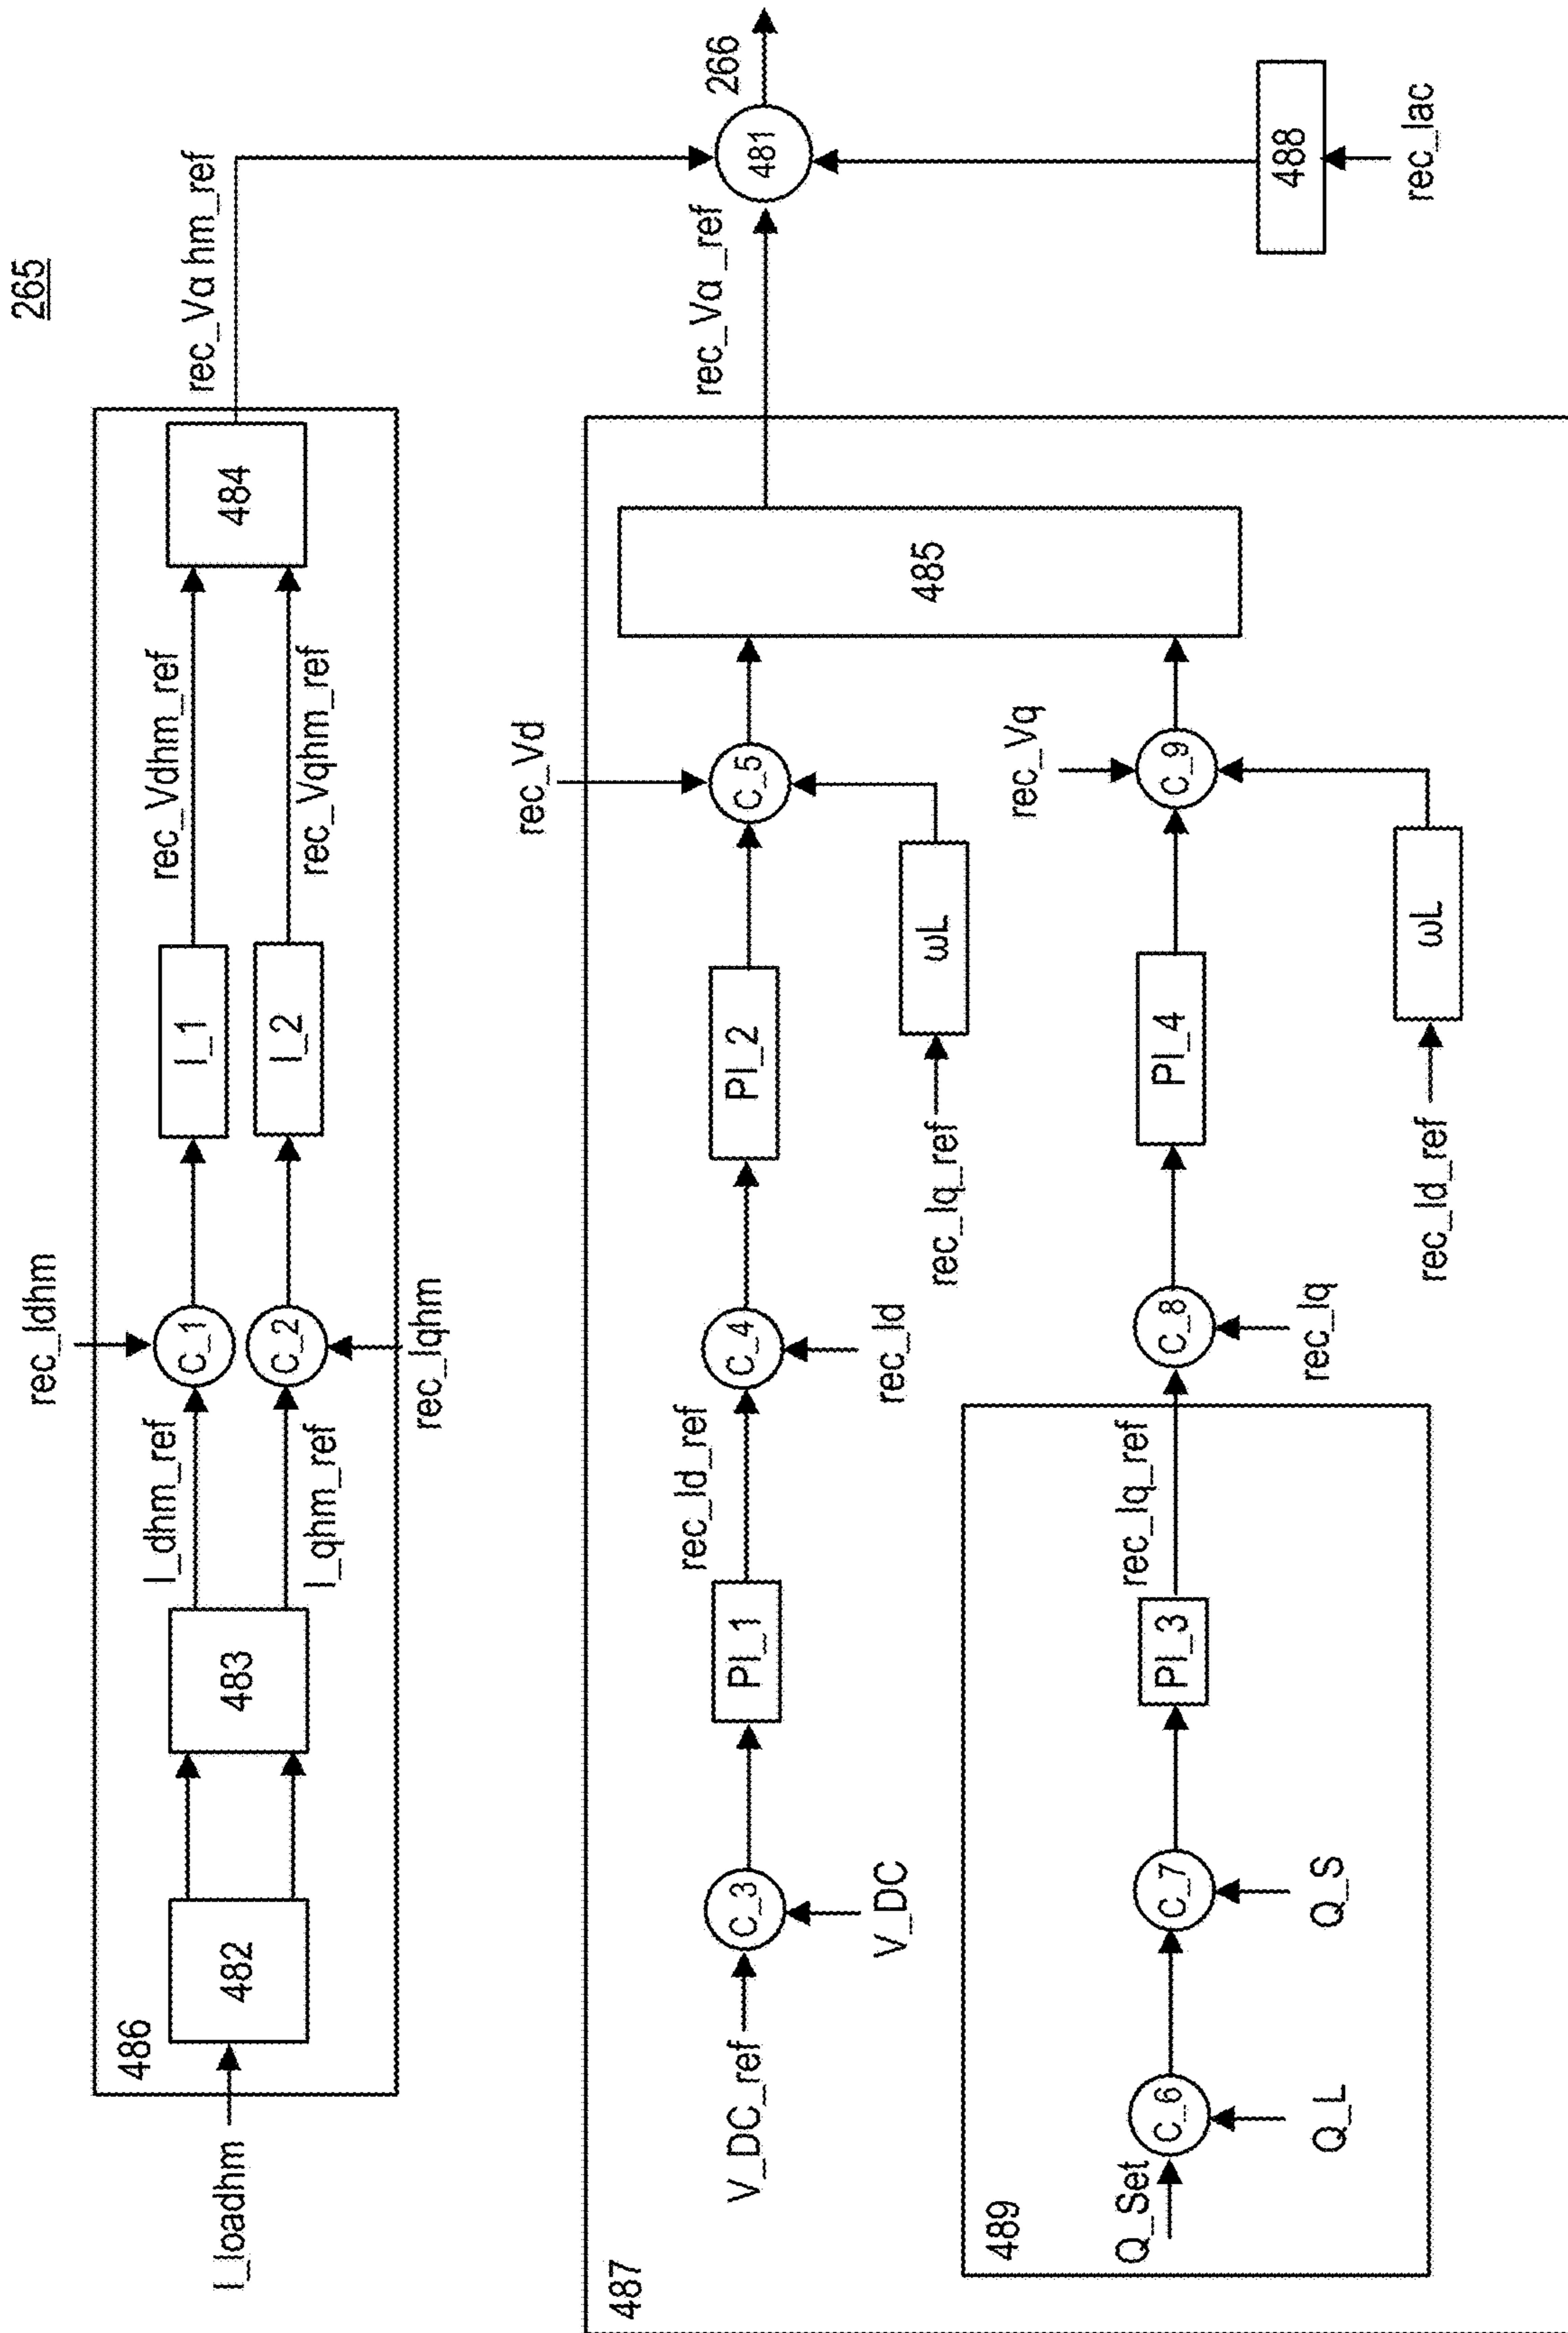 265
486
I_loadhm
482
483
I_dhm_ref
I_qhm_ref
rec_Idhm
C_1
C_2
rec_Iqhm
I_1
I_2
rec_Vdhm_ref
rec_Vqhm_ref
484
rec_Va hm_ref
487
V_DC_ref
C_3
V_DC
PI_1
rec_Id_ref
C_4
rec_Id
PI_2
rec_Vd
C_5
rec_Iq_ref
ωL
485
rec_Va _ref
481
266
489
Q_Set
C_6
Q_L
C_7
Q_S
PI_3
rec_Iq_ref
C_8
rec_Iq
PI_4
rec_Vq
C_9
rec_Id_ref
ωL
488
rec_Iac